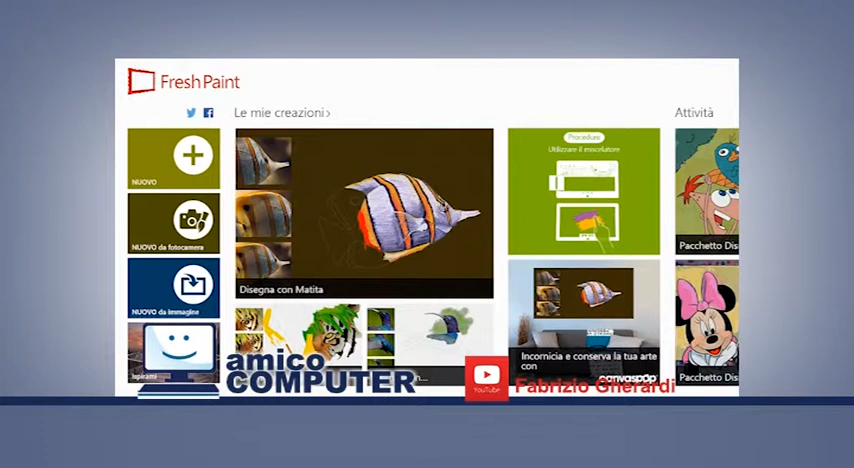 Fresh Paint
Le mie creazioni ›
Attività
NUOVO
NUOVO da fotocamera
NUOVO da immagine
Ispirami
Disegna con Matita
Procedure
Utilizzare il miscelatore
Incornicia e conserva la tua arte
con
canvaspop
Pacchetto Dis
Pacchetto Dis
amico
COMPUTER
YouTube
Fabrizio Gherardi